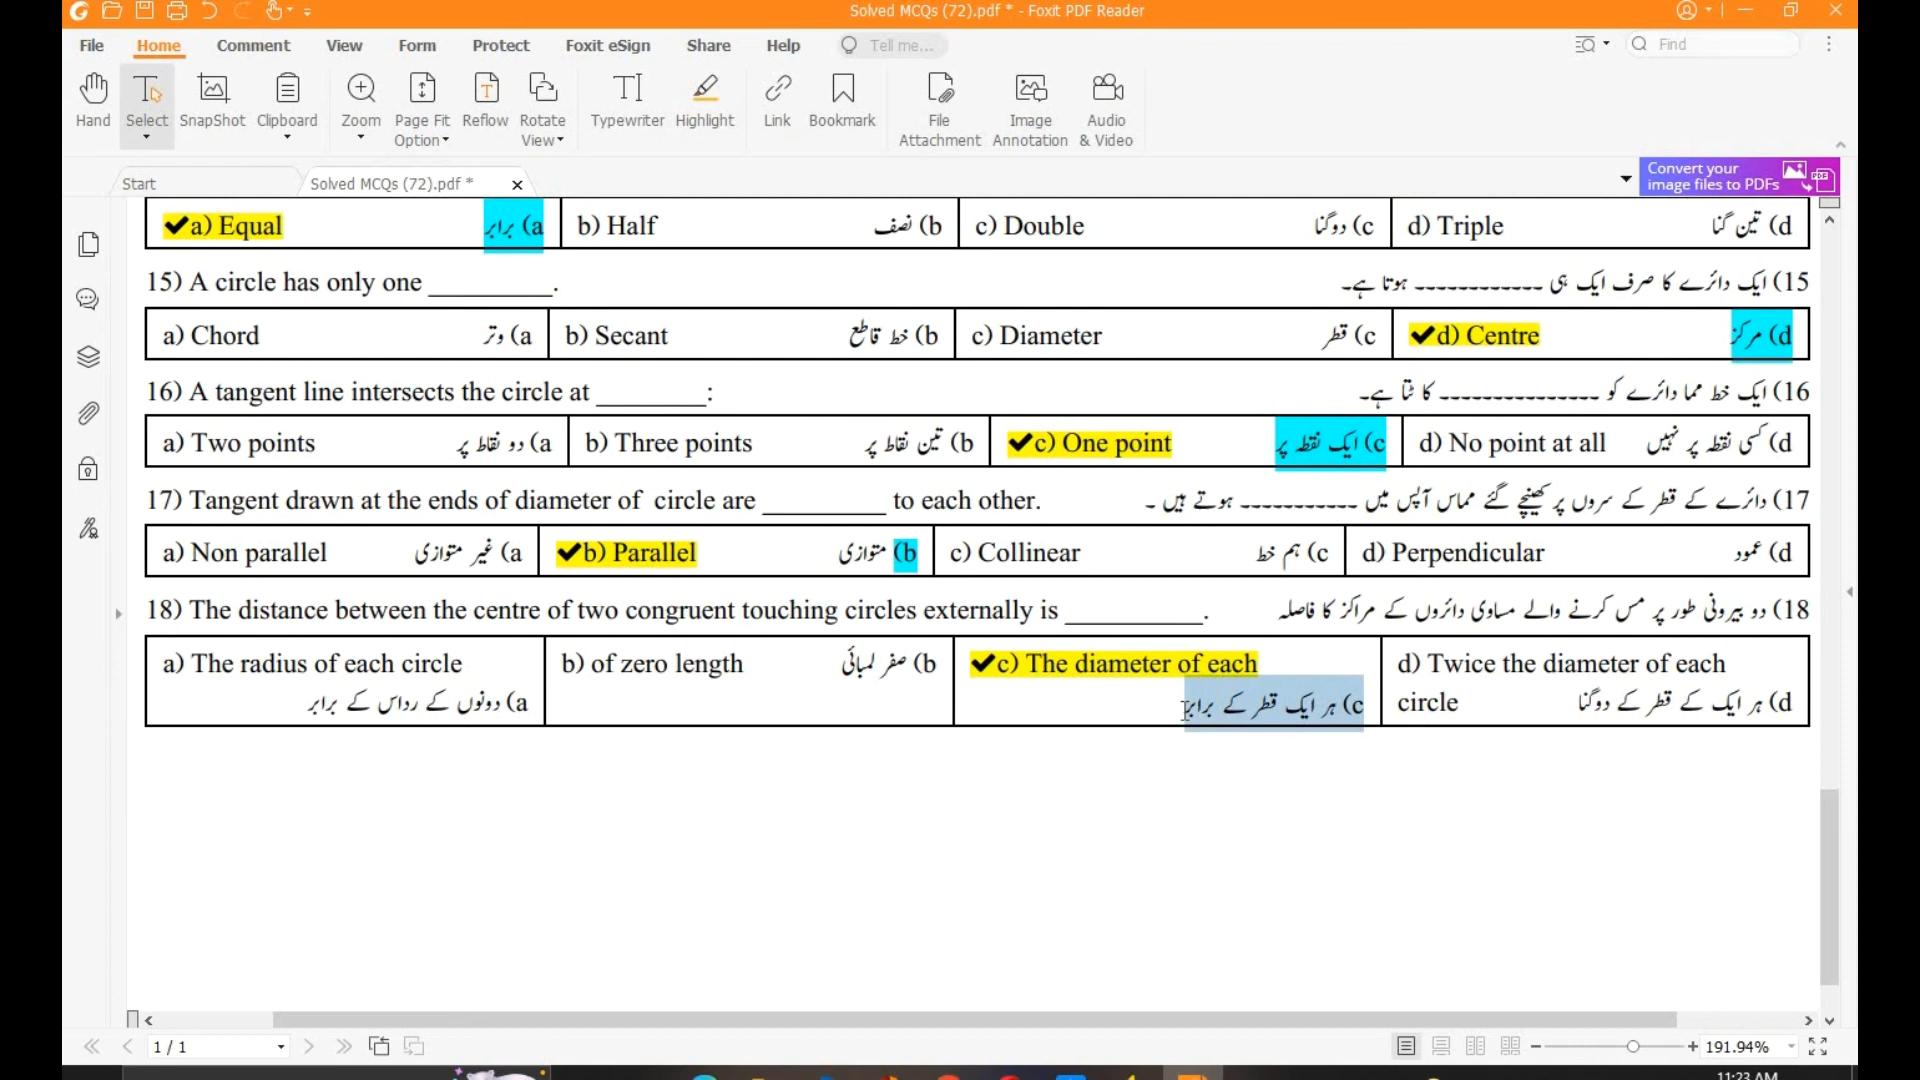 Solved MCQs (72).pdf * - Foxit PDF Reader
File Home Comment View Form Protect Foxit eSign Share Help Tell me... Find
Hand Select SnapShot Clipboard Zoom Page Fit Option Reflow Rotate View Typewriter Highlight Link Bookmark File Attachment Image Annotation Audio & Video
Start Solved MCQs (72).pdf * Convert your image files to PDFs
✔a) Equal a) برابر b) Half b) نصف c) Double c) دوگنا d) Triple d) تین گنا
15) A circle has only one _________. 15) ایک دائرے کا صرف ایک ہی ------------ ہوتا ہے۔
a) Chord a) وتر b) Secant b) خط قاطع c) Diameter c) قطر ✔d) Centre d) مرکز
16) A tangent line intersects the circle at ________: 16) ایک خط مما دائرے کو --------------- کا ٹتا ہے۔
a) Two points a) دو نقاط پر b) Three points b) تین نقاط پر ✔c) One point c) ایک نقطہ پر d) No point at all d) کسی نقطہ پر نہیں
17) Tangent drawn at the ends of diameter of circle are _________ to each other. 17) دائرے کے قطر کے سروں پر کھینچے گئے مماس آپس میں ----------- ہوتے ہیں ۔
a) Non parallel a) غیر متوازی ✔b) Parallel b) متوازی c) Collinear c) ہم خط d) Perpendicular d) عمود
18) The distance between the centre of two congruent touching circles externally is __________. 18) دو بیرونی طور پر مس کرنے والے مساوی دائروں کے مراکز کا فاصلہ
a) The radius of each circle b) of zero length b) صفر لمبائی ✔c) The diameter of each d) Twice the diameter of each
a) دونوں کے رداس کے برابر c) ہر ایک قطر کے برابر circle d) ہر ایک کے قطر کے دوگنا
1 / 1 191.94%
11:23 AM